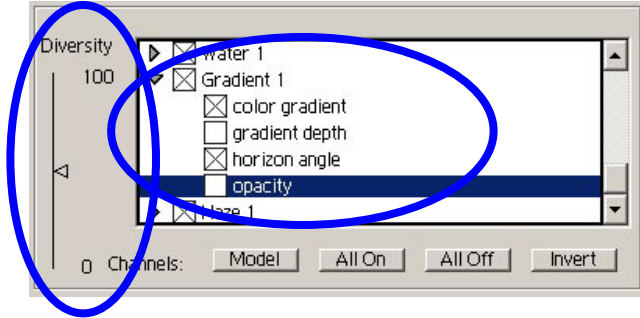 Diversity
100
Water 1
Gradient 1
color gradient
gradient depth
horizon angle
opacity
Haze 1
0 Channels: Model All On All Off Invert